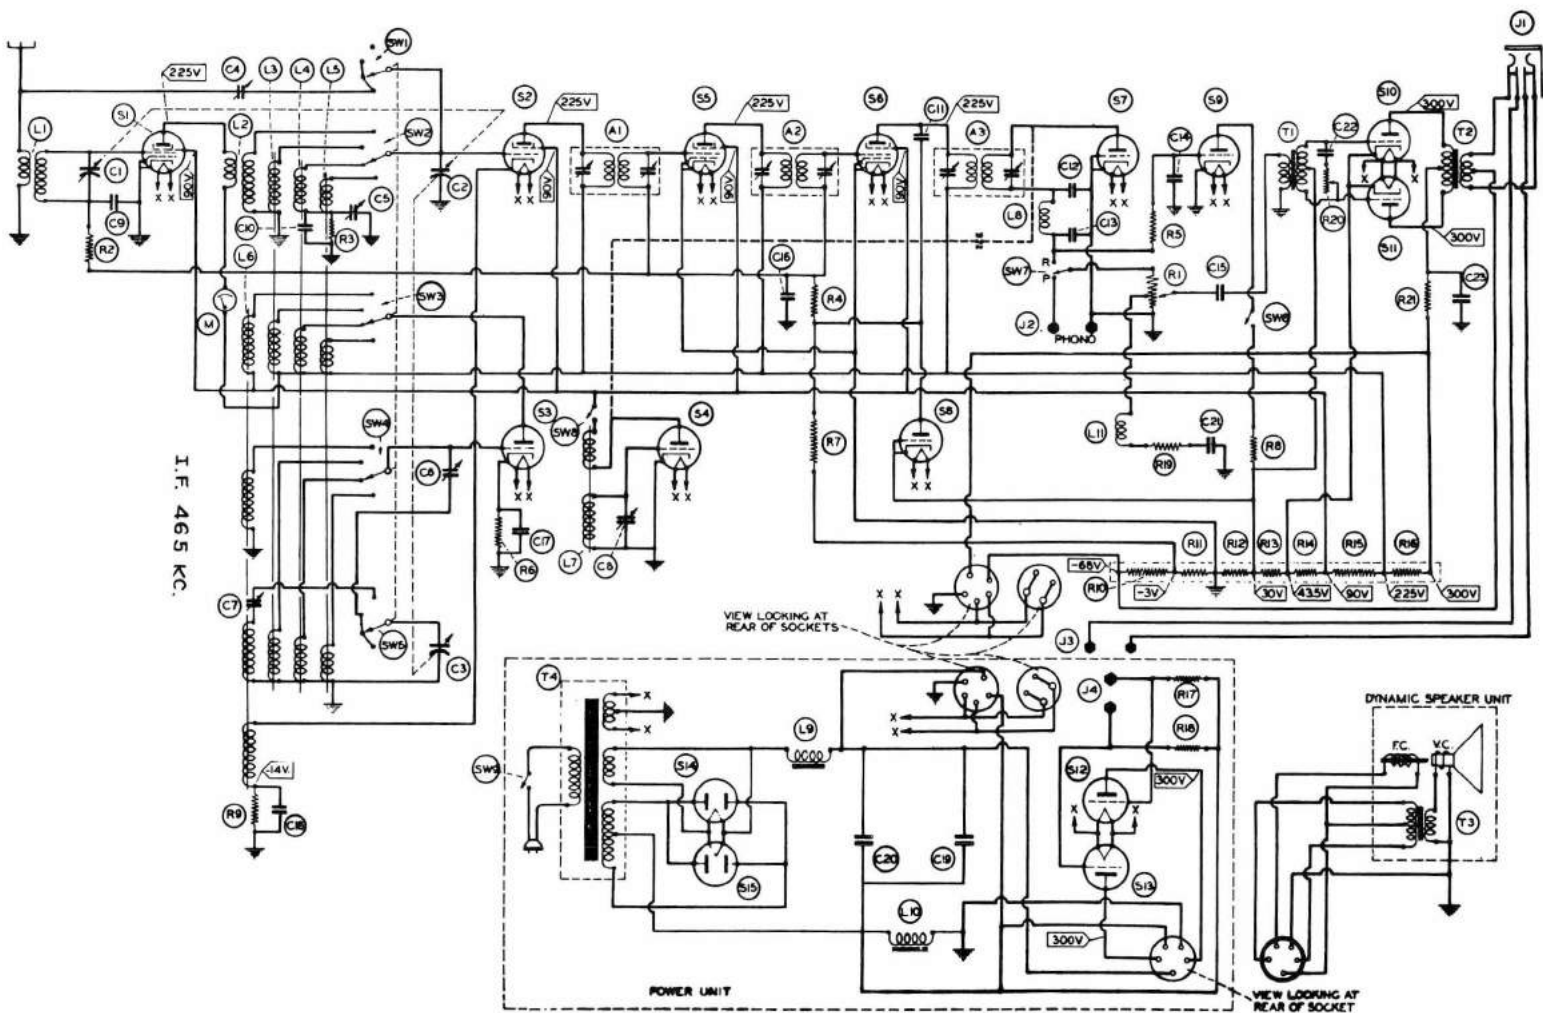 J1
C4
L3
L4
L5
SW1
225V
S1
L1
L2
S2
225V
S5
225V
S6
C11
225V
S7
S9
S10
300V
A1
A2
A3
T1
C22
T2
SW2
C14
C12
C1
90V
X X
C2
X X
90V
X X
90V
X X
90V
X X
X X
X X
C9
C5
C10
R3
R2
L8
C13
R5
R20
S11
300V
L6
C16
R
SW7
P
R1
C15
R4
R21
C23
SW3
M
J2
PHONO
SW6
S3
SW8
S4
S8
SW4
C6
R7
L11
R19
C21
R8
X X
X X
X X
I.F. 465 KC.
C17
R6
L7
C8
-68V
R10
R11
R12
R13
R14
R15
R16
-3V
30V
43.5V
90V
225V
300V
C7
X X
VIEW LOOKING AT
REAR OF SOCKETS
SW5
C3
J3
T4
X
X
J4
R17
R18
DYNAMIC SPEAKER UNIT
F.C.
V.C.
X
X
L9
SW9
S14
S12
300V
X
X
-14V.
R9
C18
C20
C19
S15
S13
T3
L10
300V
POWER UNIT
VIEW LOOKING AT
REAR OF SOCKET